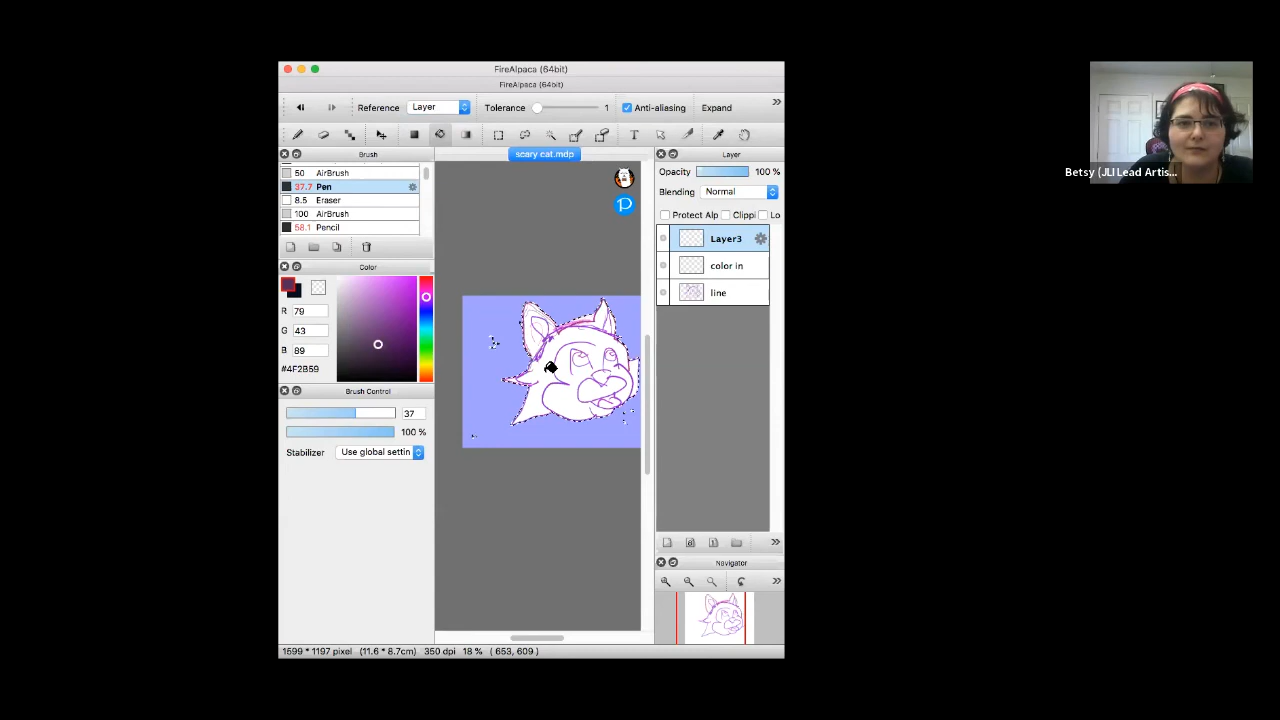 FireAlpaca (64bit)
FireAlpaca (64bit)
Reference Layer Tolerance 1 Anti-aliasing Expand »
T
Brush
scary cat.mdp
Layer
50 AirBrush
37.7 Pen
8.5 Eraser
100 AirBrush
58.1 Pencil
Color
R 79
G 43
B 89
#4F2B59
Brush Control
37
100 %
Stabilizer Use global settin
Opacity 100 %
Blending Normal
Protect Alp Clippi Lo
Layer3
color in
line
8 1 »
Navigator
»
1599 * 1197 pixel (11.6 * 8.7cm) 350 dpi 18 % ( 653, 609 )
Betsy (JLI Lead Artis...